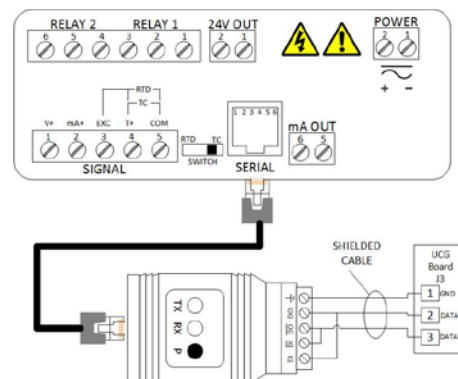 RELAY 2 RELAY 1 24V OUT POWER
6 5 4 3 2 1 2 1 2 1
+ -
RTD
TC
V+ mA+ EXC T+ COM
1 2 3 4 5
SIGNAL
RTD TC
SWITCH
1 2 3 4 5 6
SERIAL
mA OUT
6 5
SHIELDED
CABLE
UCG
Board
J3
1 GND
2 DATA
3 DATA
TX
RX
P